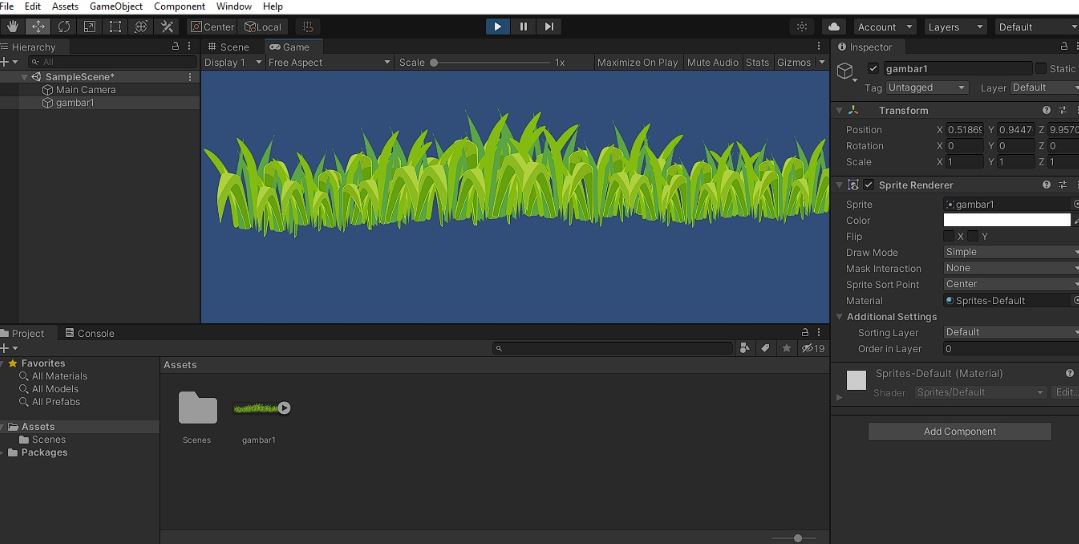 File Edit Assets GameObject Component Window Help
Center Local Account Layers Default
Hierarchy
All
SampleScene*
Main Camera
gambar1
Scene Game
Display 1 Free Aspect Scale 1x Maximize On Play Mute Audio Stats Gizmos
Inspector
gambar1 Static
Tag Untagged Layer Default
Transform
Position X 0.51869 Y 0.9447 Z 9.9570
Rotation X 0 Y 0 Z 0
Scale X 1 Y 1 Z 1
Sprite Renderer
Sprite gambar1
Color
Flip X Y
Draw Mode Simple
Mask Interaction None
Sprite Sort Point Center
Material Sprites-Default
Additional Settings
Sorting Layer Default
Order in Layer 0
Sprites-Default (Material)
Shader Sprites/Default Edit...
Add Component
Project Console
19
Favorites
All Materials
All Models
All Prefabs
Assets
Scenes
Packages
Assets
Scenes gambar1